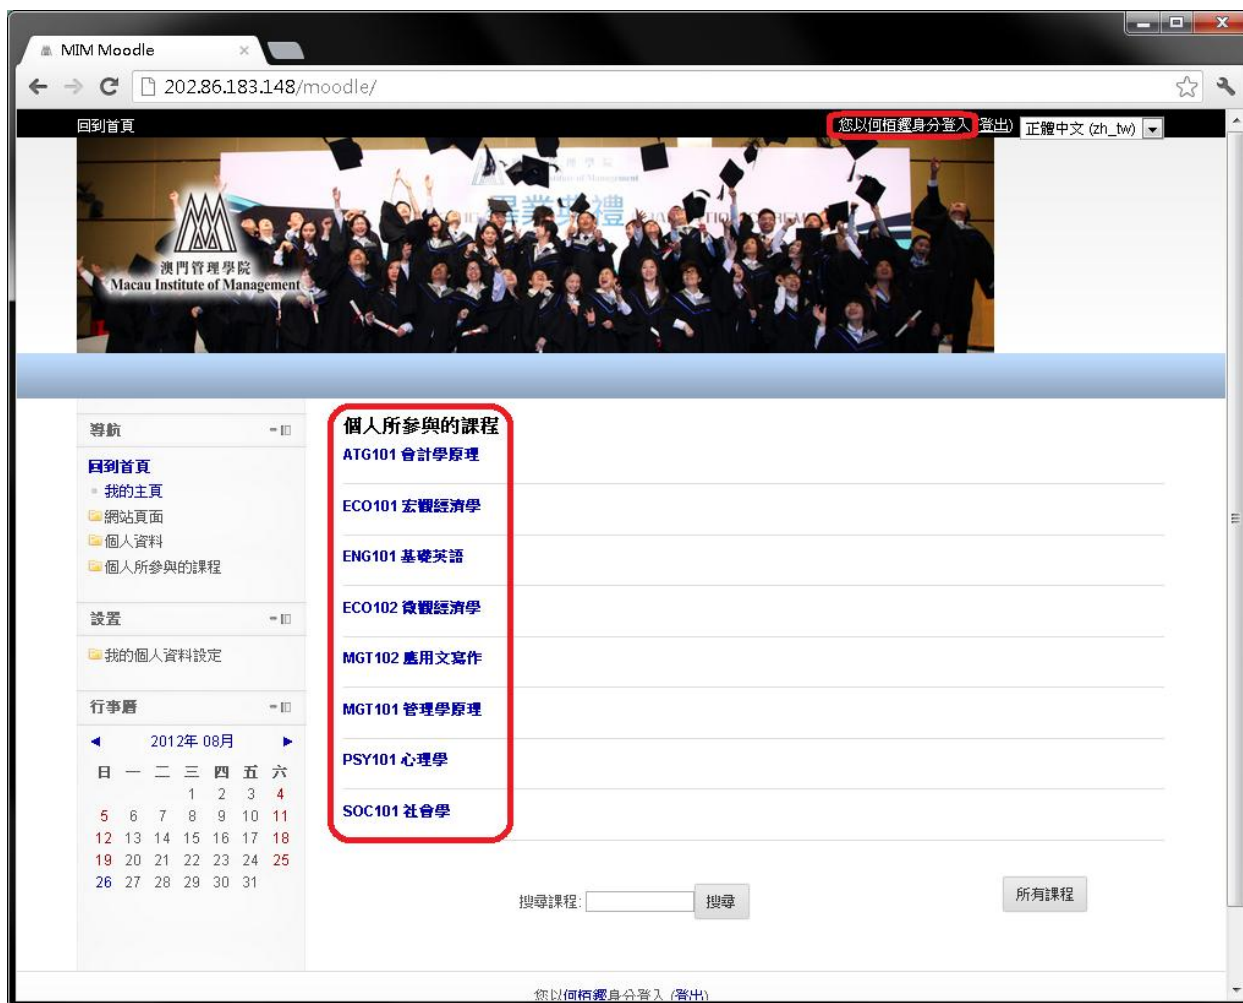 MIM Moodle
202.86.183.148/moodle/
回到首頁
您以何栢鏗身分登入 (登出)
正體中文 (zh_tw)
畢業典禮
澳門管理學院
Macau Institute of Management
導航
回到首頁
我的主頁
網站頁面
個人資料
個人所參與的課程
設置
我的個人資料設定
行事曆
2012年 08月
日 一 二 三 四 五 六
1 2 3 4
5 6 7 8 9 10 11
12 13 14 15 16 17 18
19 20 21 22 23 24 25
26 27 28 29 30 31
個人所參與的課程
ATG101 會計學原理
ECO101 宏觀經濟學
ENG101 基礎英語
ECO102 微觀經濟學
MGT102 應用文寫作
MGT101 管理學原理
PSY101 心理學
SOC101 社會學
搜尋課程:
搜尋
所有課程
您以何栢鏗身分登入 (登出)